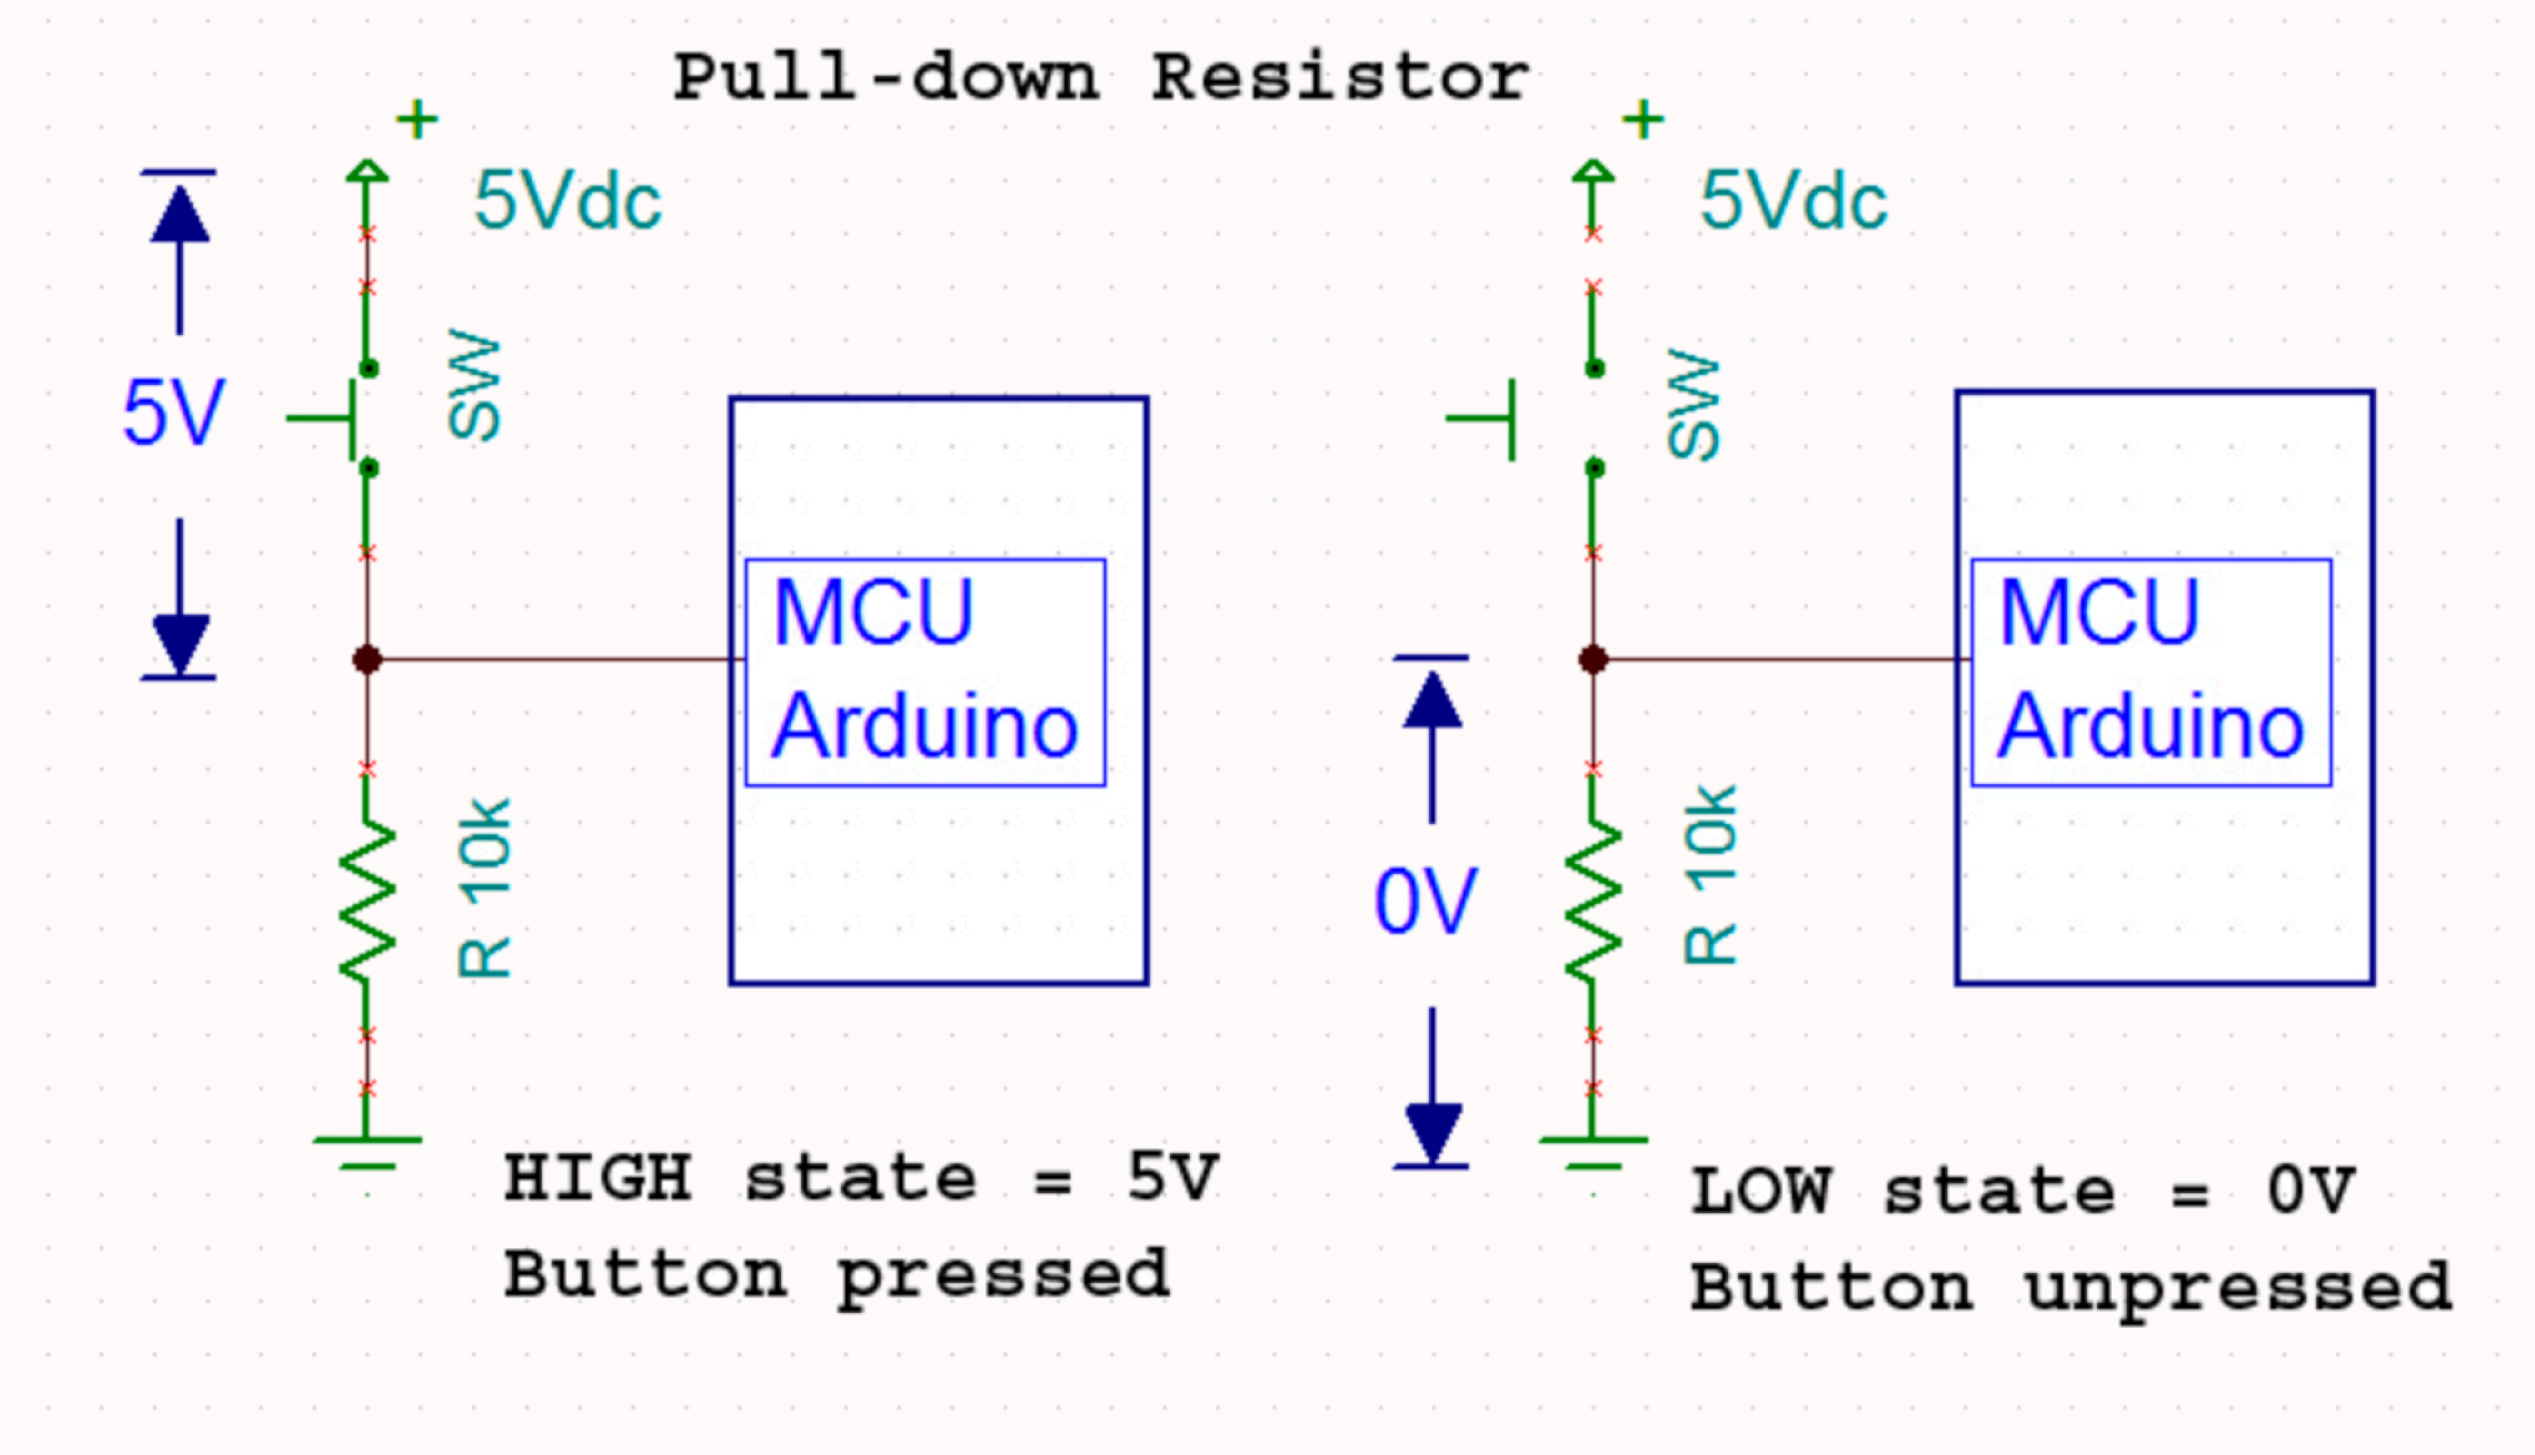 Pull-down Resistor
+
5Vdc
5V
SW
MCU
Arduino
R 10k
HIGH state = 5V
Button pressed
+
5Vdc
SW
MCU
Arduino
0V
R 10k
LOW state = 0V
Button unpressed